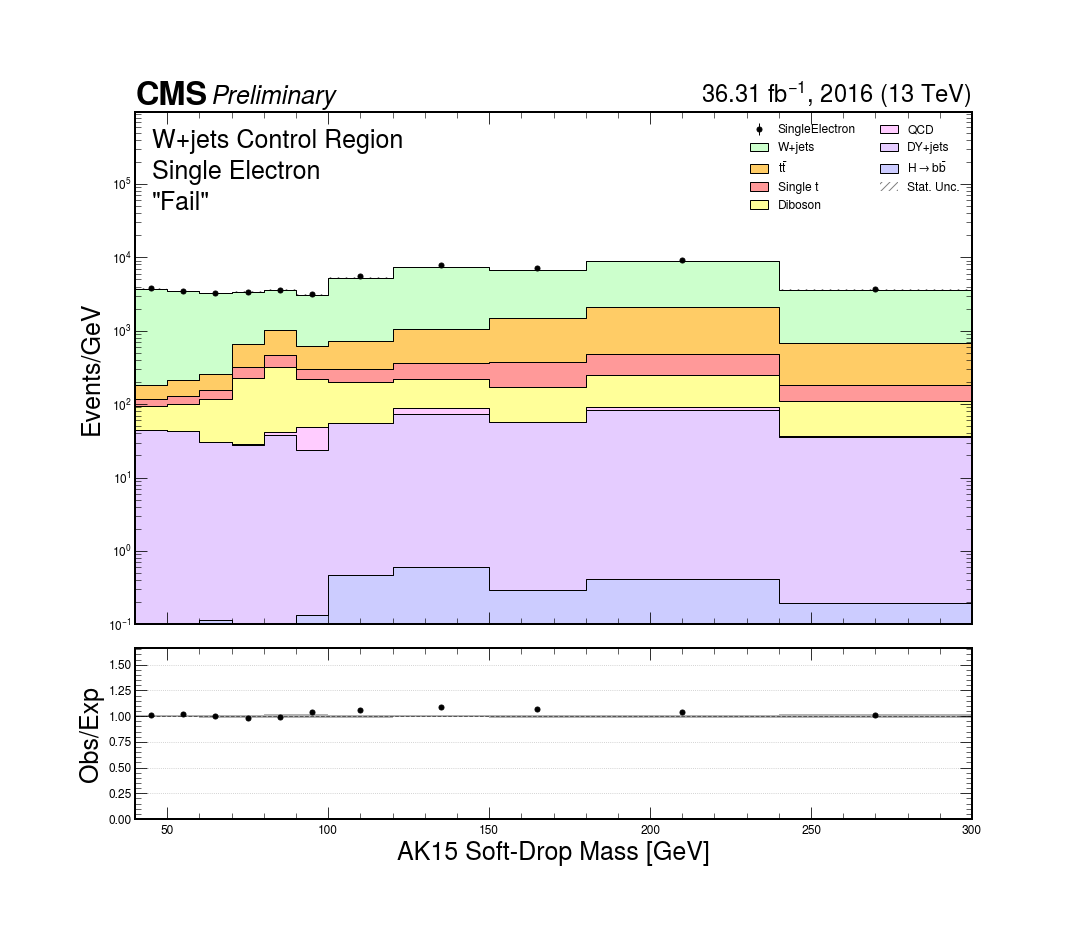 CMS Preliminary
36.31 fb⁻¹, 2016 (13 TeV)
W+jets Control Region
Single Electron
"Fail"
SingleElectron
W+jets
tt̄
Single t
Diboson
QCD
DY+jets
H→bb̄
Stat. Unc.
Events/GeV
10⁵
10⁴
10³
10²
10¹
10⁰
10⁻¹
Obs/Exp
1.50
1.25
1.00
0.75
0.50
0.25
0.00
50 100 150 200 250 300
AK15 Soft-Drop Mass [GeV]